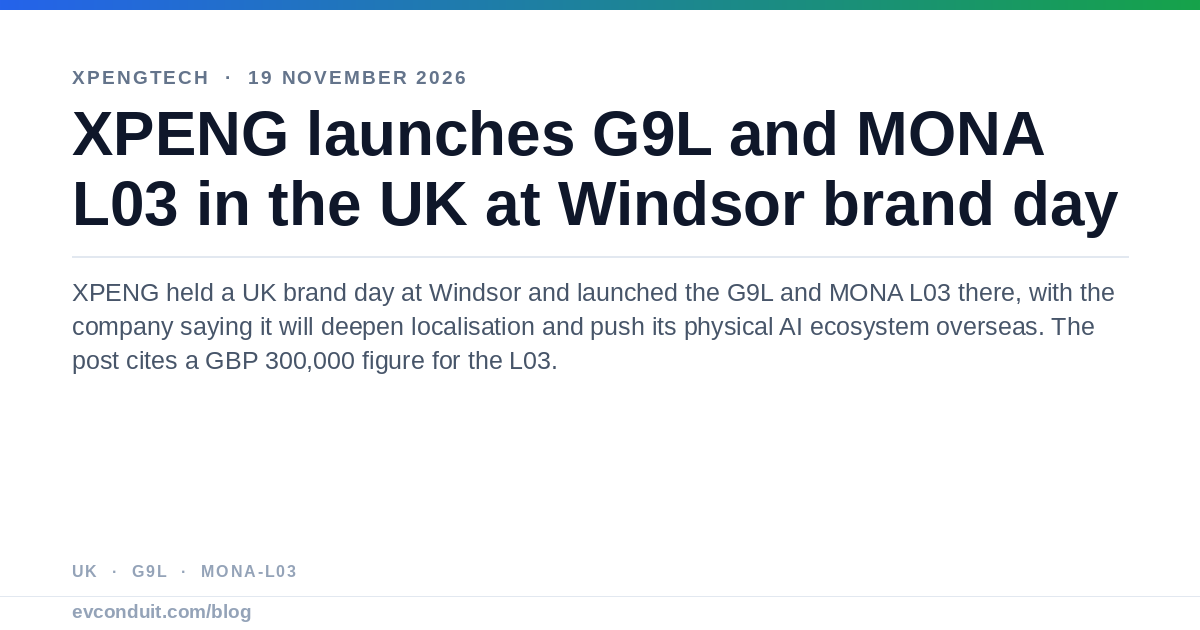 XPENGTECH · 19 NOVEMBER 2026
XPENG launches G9L and MONA
L03 in the UK at Windsor brand day
XPENG held a UK brand day at Windsor and launched the G9L and MONA L03 there, with the
company saying it will deepen localisation and push its physical AI ecosystem overseas. The
post cites a GBP 300,000 figure for the L03.
UK · G9L · MONA-L03
evconduit.com/blog